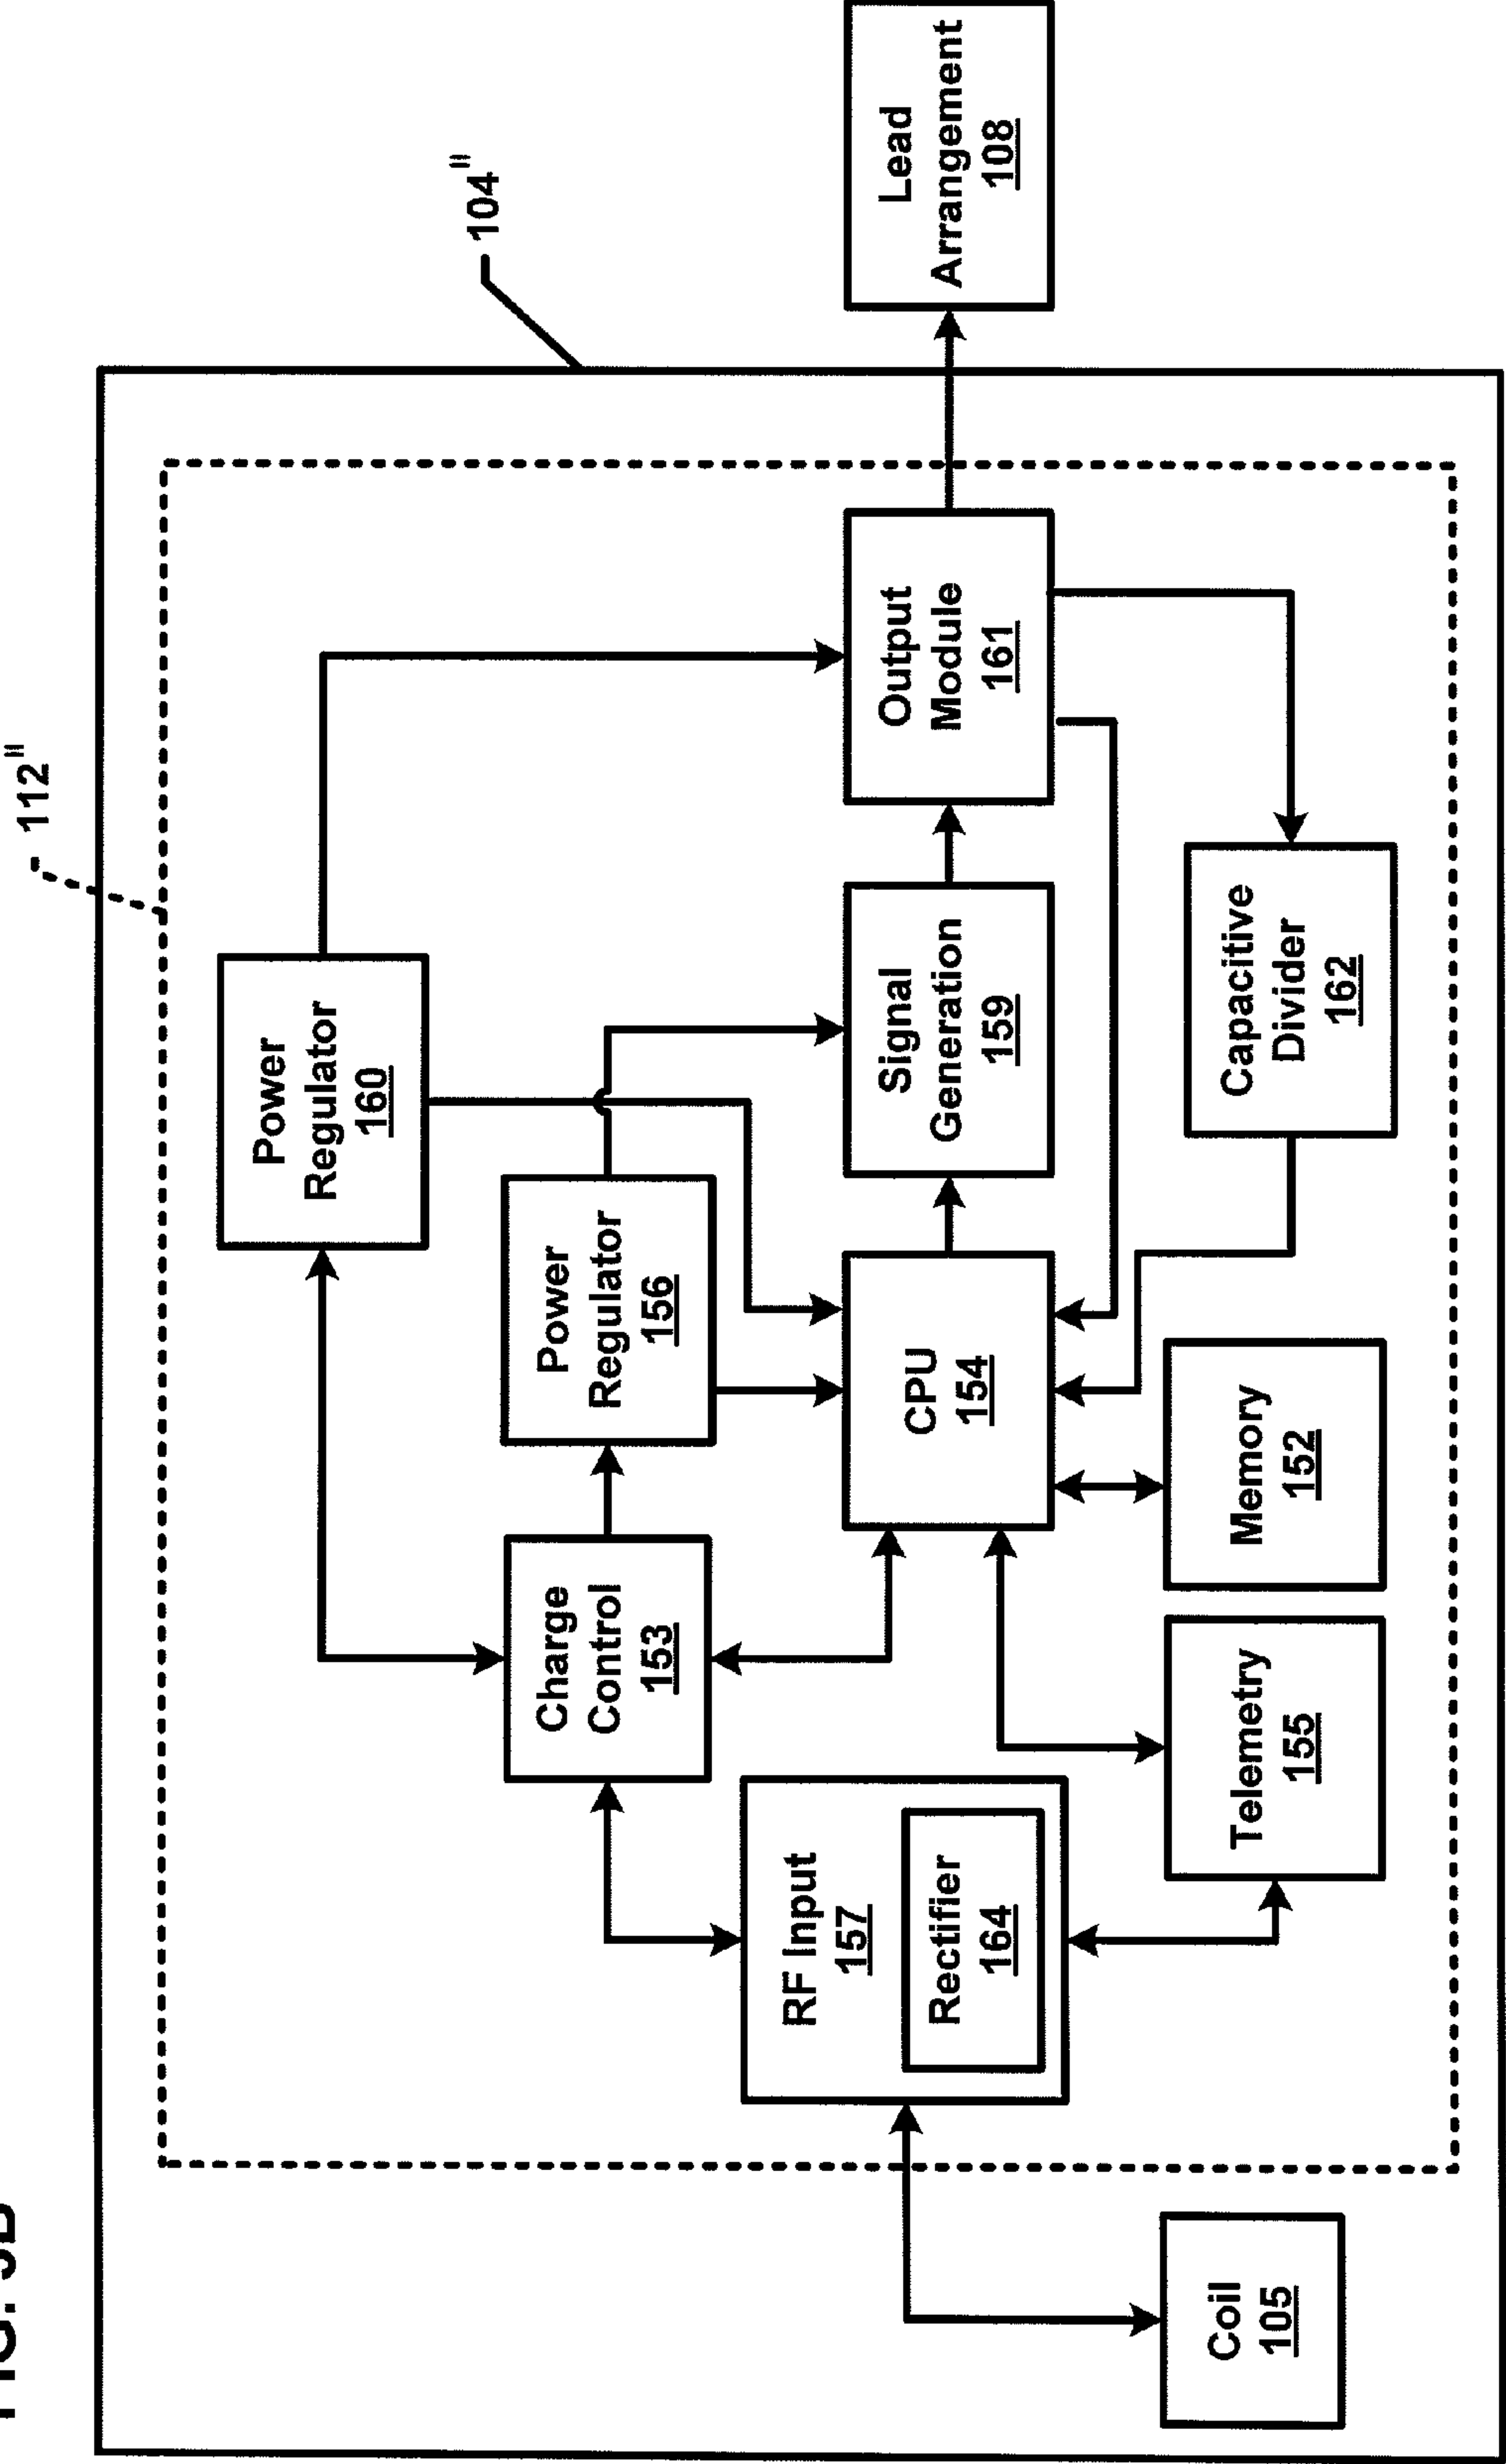 FIG.
112"
104"
Power
Regulator
160
Charge
Control
153
Power
Regulator
156
RF Input
157
Rectifier
164
CPU
154
Signal
Generation
159
Output
Module
161
Lead
Arrangement
108
Coil
105
Telemetry
155
Memory
152
Capacitive
Divider
162